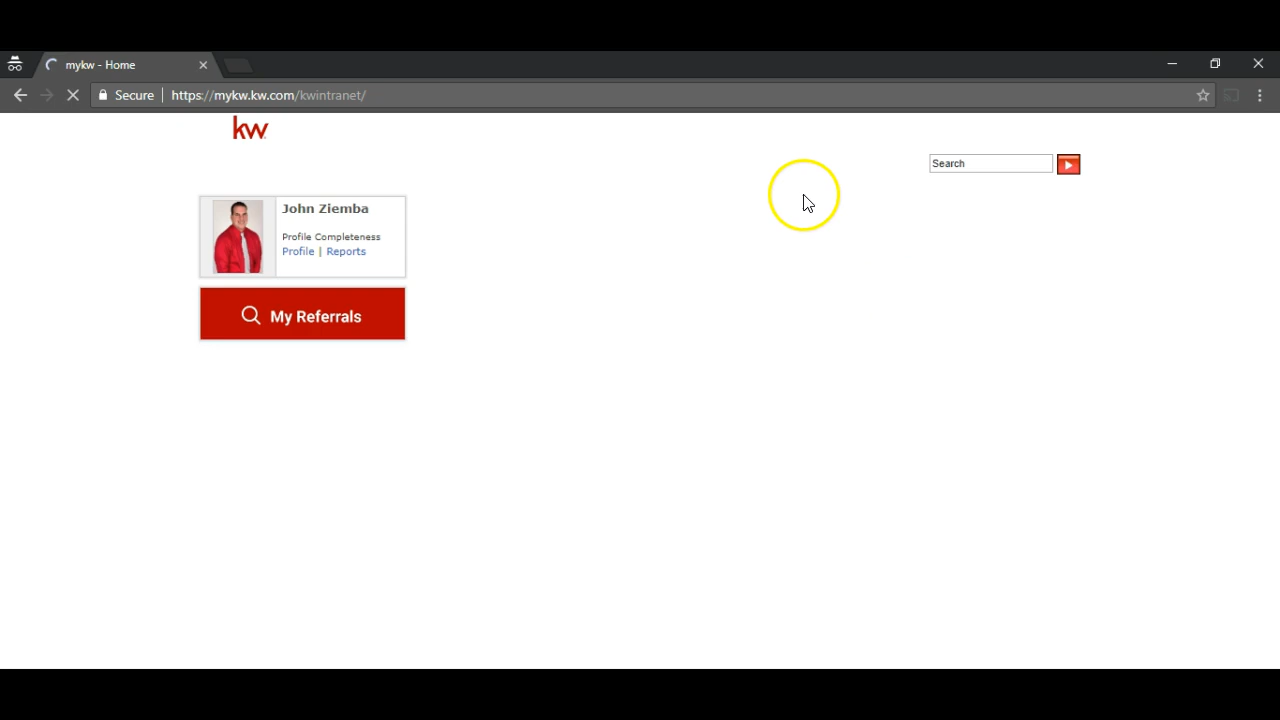 mykw - Home
Secure https://mykw.kw.com/kwintranet/
kw
Search
John Ziemba
Profile Completeness
Profile | Reports
My Referrals